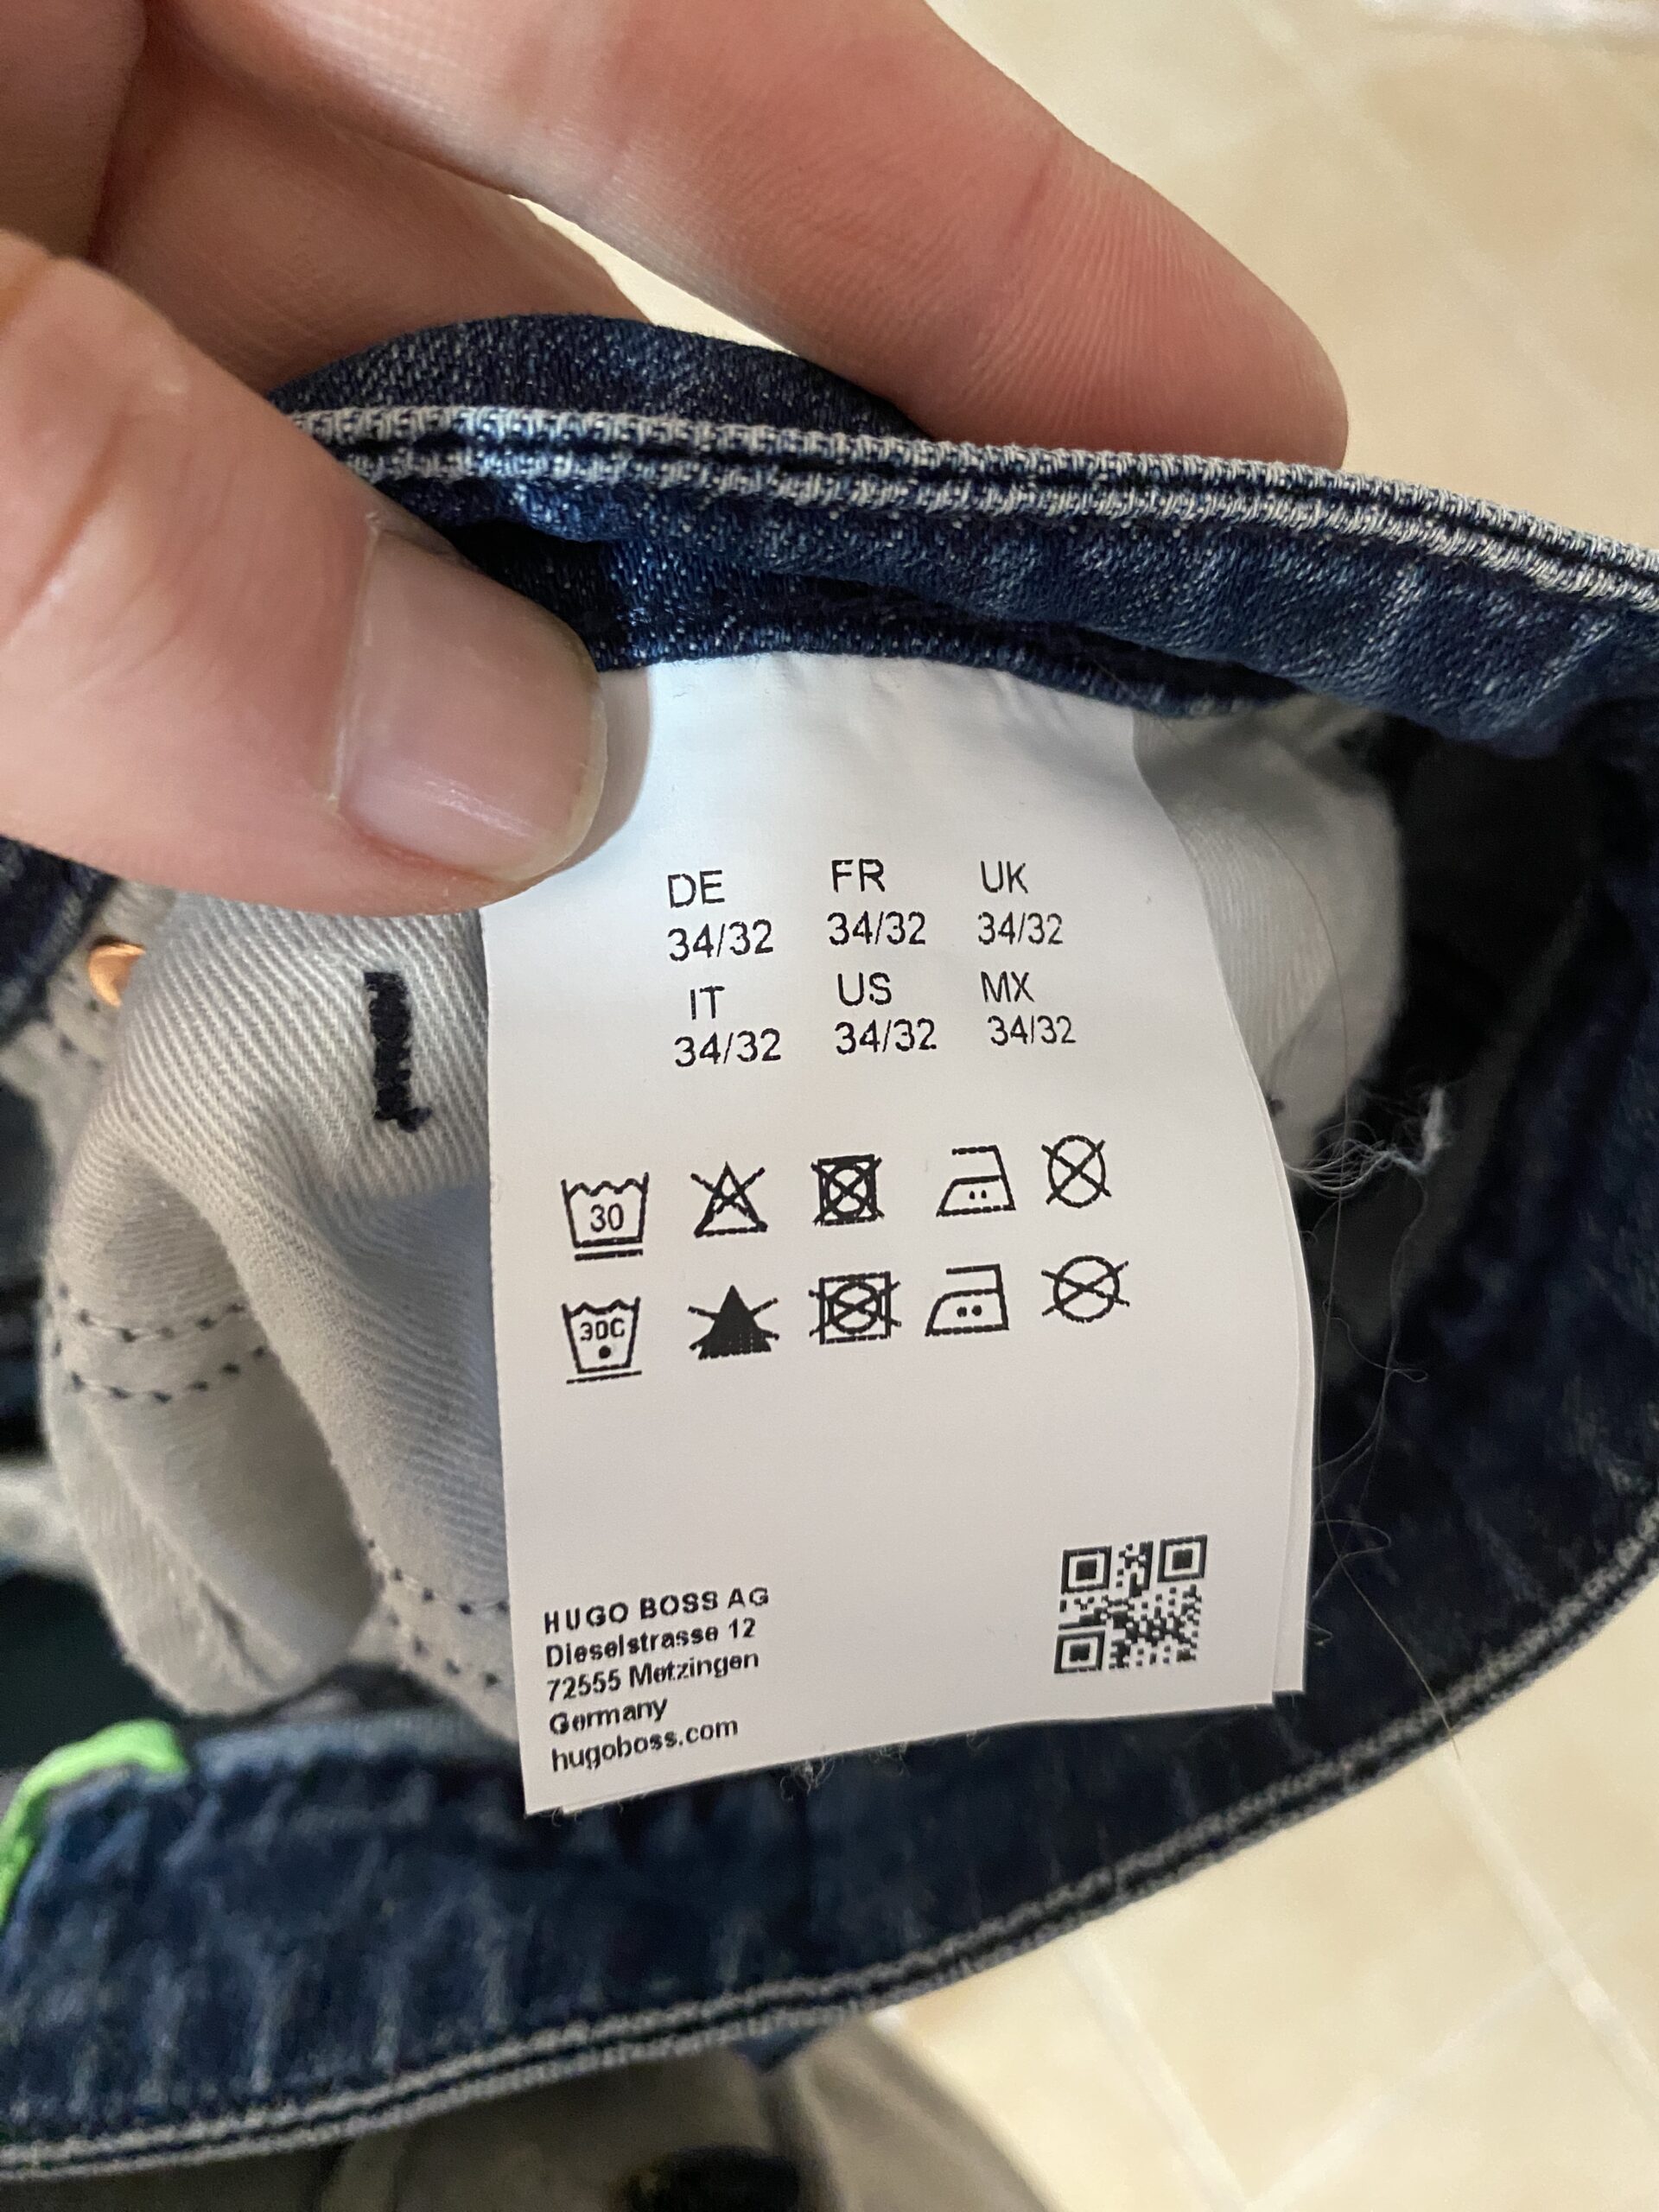 DE FR UK
34/32 34/32 34/32
IT US MX
34/32 34/32 34/32
30
30C
HUGO BOSS AG
Dieselstrasse 12
72555 Metzingen
Germany
hugoboss.com